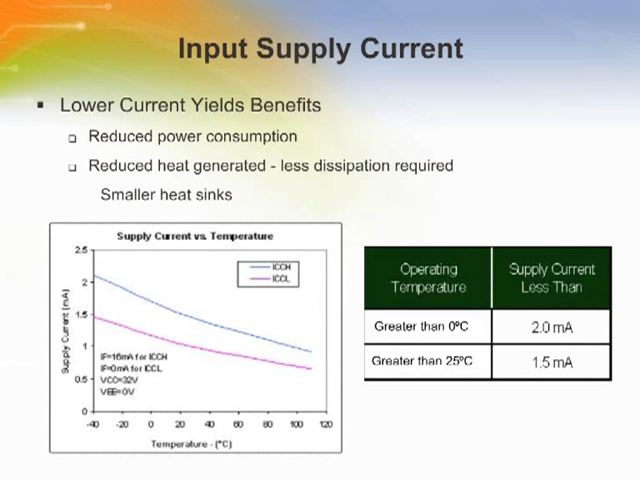 Input Supply Current
▪ Lower Current Yields Benefits
❑ Reduced power consumption
❑ Reduced heat generated - less dissipation required
Smaller heat sinks
Supply Current vs. Temperature
Supply Current (mA)
2.5
2
1.5
1
0.5
0
ICCH
ICCL
IF=16mA for ICCH
IF=0mA for ICCL
VCC=32V
VEE=0V
-40 -20 0 20 40 60 80 100 120
Temperature - (°C)
Operating Temperature
Supply Current Less Than
Greater than 0ºC 2.0 mA
Greater than 25ºC 1.5 mA